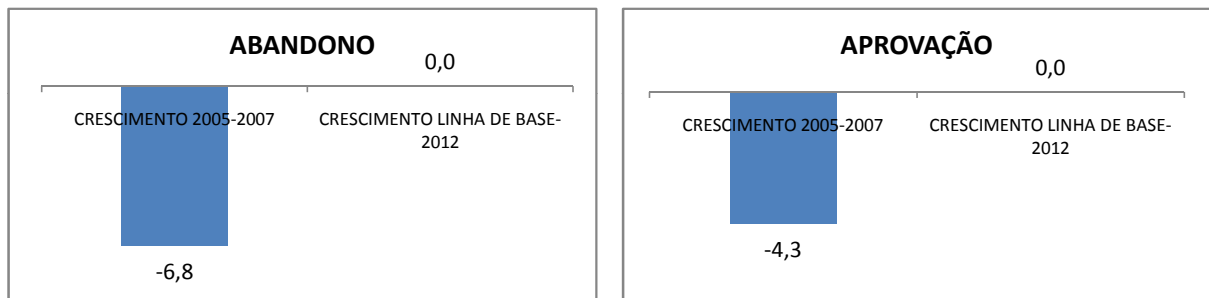 ABANDONO
0,0
CRESCIMENTO 2005-2007
CRESCIMENTO LINHA DE BASE-
2012
-6,8
APROVAÇÃO
0,0
CRESCIMENTO 2005-2007
CRESCIMENTO LINHA DE BASE-
2012
-4,3